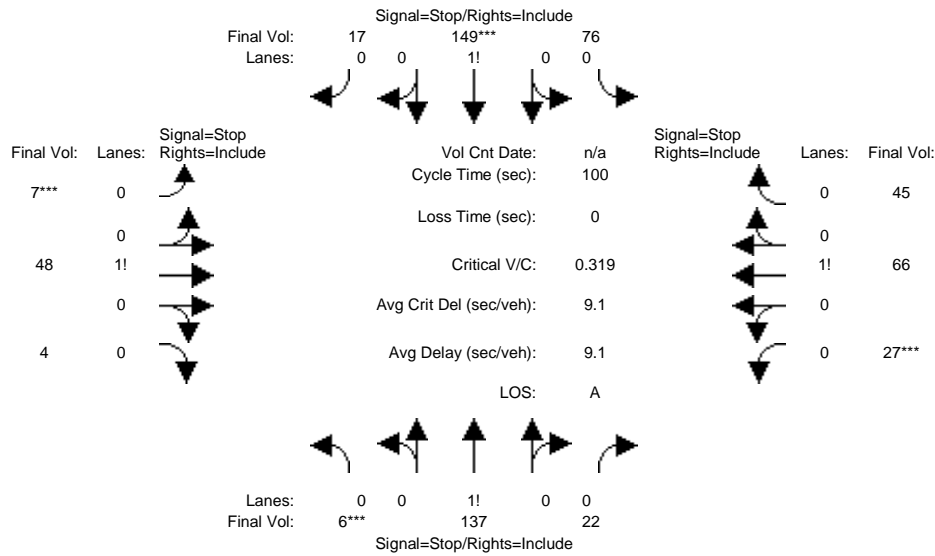 Signal=Stop/Rights=Include
Final Vol: 17 149*** 76
Lanes: 0 0 1! 0 0
Signal=Stop
Final Vol: Lanes: Rights=Include
Vol Cnt Date: n/a
Signal=Stop
Rights=Include Lanes: Final Vol:
Cycle Time (sec): 100
7*** 0
0 45
Loss Time (sec): 0
0
0
48 1!
Critical V/C: 0.319
1! 66
0
Avg Crit Del (sec/veh): 9.1
0
4 0
Avg Delay (sec/veh): 9.1
0 27***
LOS: A
Lanes: 0 0 1! 0 0
Final Vol: 6*** 137 22
Signal=Stop/Rights=Include